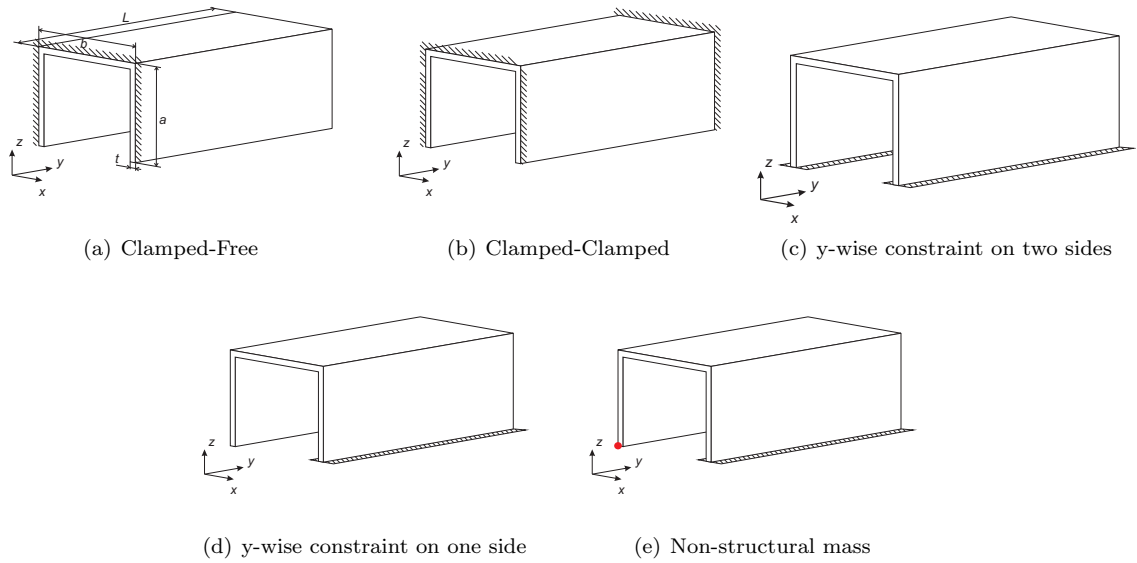 L
b
a
t
z
y
x
(a) Clamped-Free
z
y
x
(b) Clamped-Clamped
z
y
x
(c) y-wise constraint on two sides
z
y
x
(d) y-wise constraint on one side
z
y
x
(e) Non-structural mass